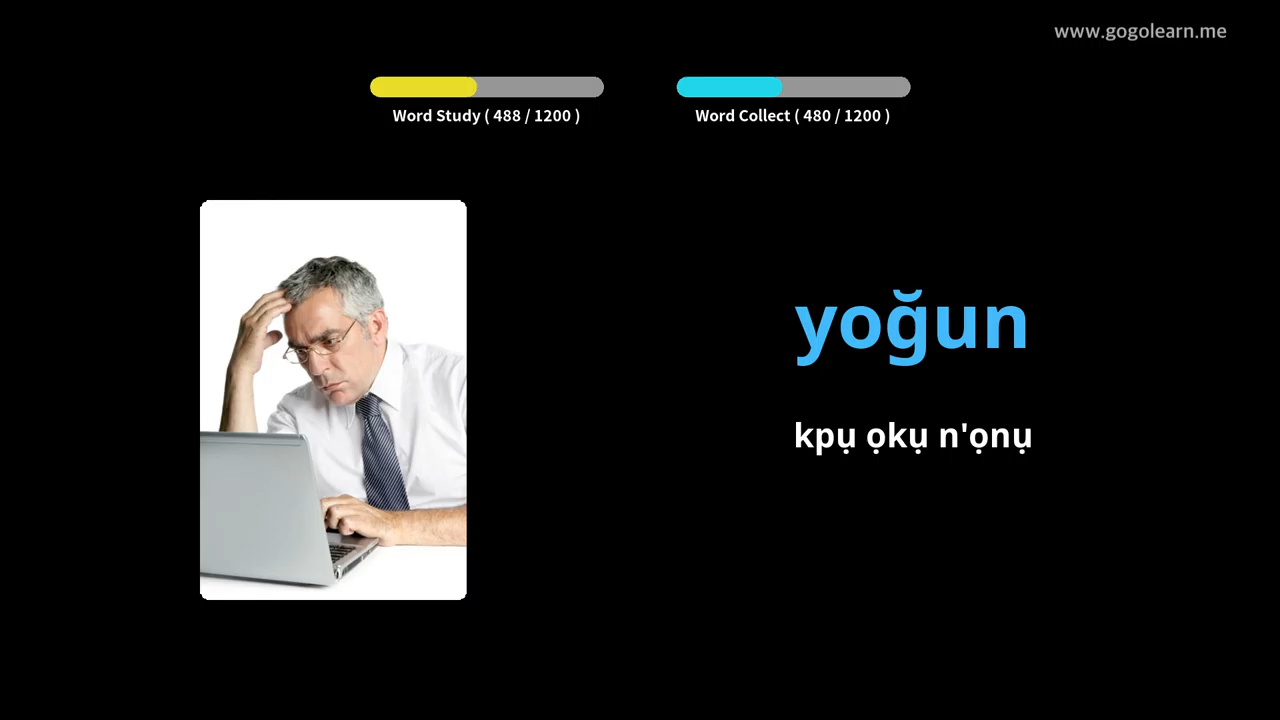 www.gogolearn.me
Word Study ( 488 / 1200 )
Word Collect ( 480 / 1200 )
yoğun
kpụ ọkụ n'ọnụ